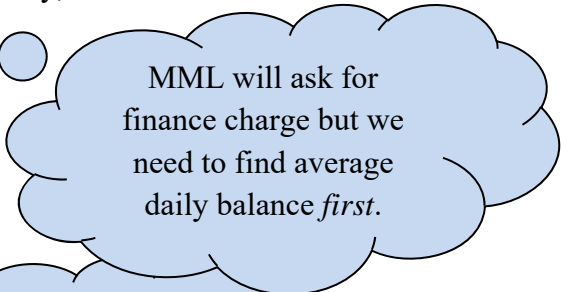 MML will ask for
finance charge but we
need to find average
daily balance first.